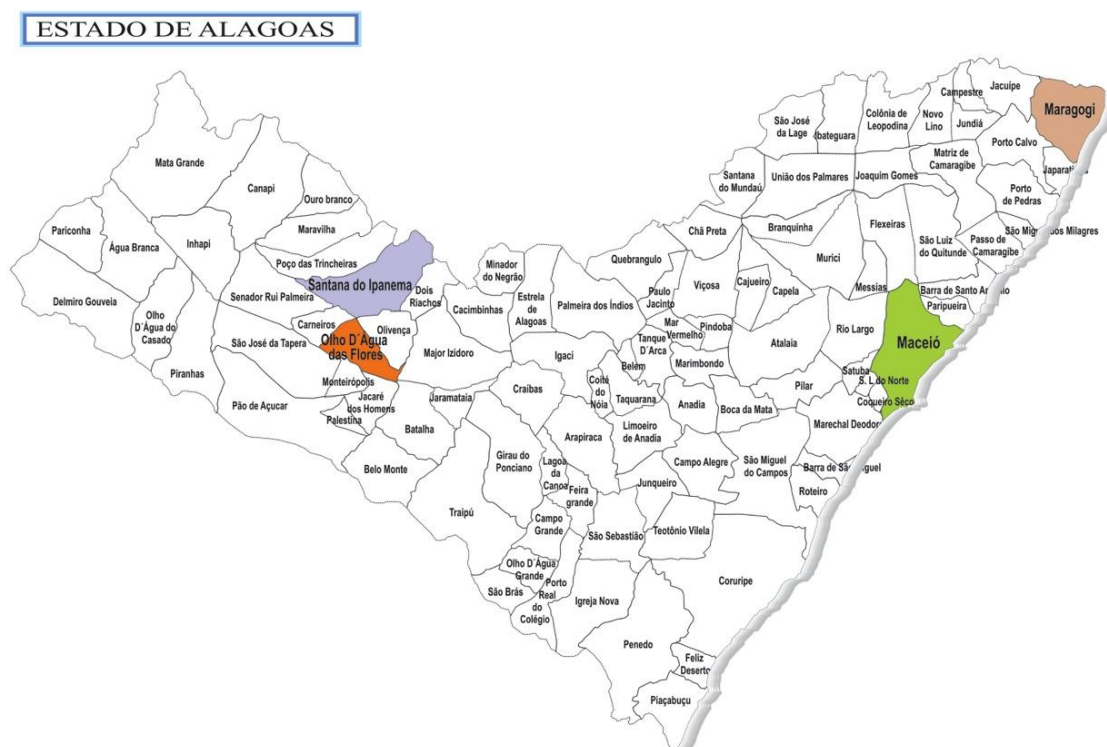 ESTADO DE ALAGOAS
Maragogi
Jacuípe
Campestre
Jundiá
Novo
Lino
Colônia de
Leopodina
Ibateguara
São José
da Lage
Porto Calvo
Matriz de
Camaragibe
Joaquim Gomes
União dos Palmares
Santana
do Mundaú
Porto
de Pedras
Mata Grande
Canapi
Ouro branco
Maravilha
Pariconha
Água Branca
Inhapi
Poço das Trincheiras
Santana do Ipanema
Senador Rui Palmeira
Delmiro Gouveia
Olho
D´Água do
Casado
Piranhas
São José da Tapera
Carneiros
Olho D´Água
das Flores
Olivença
Dois
Riachos
Minador
do Negrão
Cacimbinhas
Estrela
de
Alagoas
Palmeira dos Índios
Quebrangulo
Paulo
Jacinto
Chã Preta
Viçosa
Cajueiro
Capela
Branquinha
Murici
Flexeiras
São Luíz
do Quitunde
Passo de
Camaragibe
Messias
Barra de Santo
Paripueira
Maceió
Rio Largo
Satuba
S. L do Norte
Coqueiro Sêco
Pilar
Atalaia
Pindoba
Mar
Vermelho
Tanque
D´Arca
Belém
Marimbondo
Igaci
Major Izidoro
Monteirópolis
Jacaré
dos Homens
Palestina
Pão de Açucar
Jaramataia
Batalha
Belo Monte
Craíbas
Coité
do
Nóia
Taquarana
Anadia
Boca da Mata
Marechal Deodoro
Limoeiro
de Anadia
Arapiraca
Girau do
Ponciano
Lagoa
da
Canoa
Feira
grande
Campo Alegre
São Miguel
do Campos
Roteiro
Junqueiro
Traipú
Campo
Grande
São Sebastião
Teotônio Vilela
Coruripe
Olho D´Água
Grande
São Brás
Porto
Real
do
Colégio
Igreja Nova
Penedo
Feliz
Deserto
Piaçabuçu